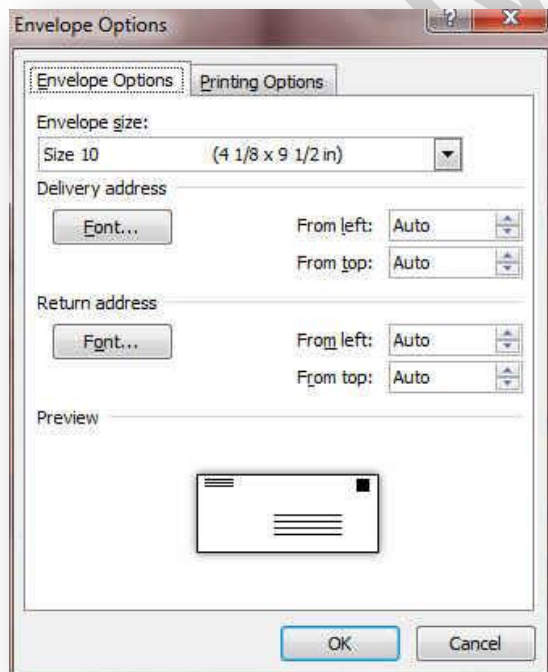 Envelope Options
Envelope Options Printing Options
Envelope size:
Size 10 (4 1/8 x 9 1/2 in)
Delivery address
Font... From left: Auto
From top: Auto
Return address
Font... From left: Auto
From top: Auto
Preview
OK Cancel